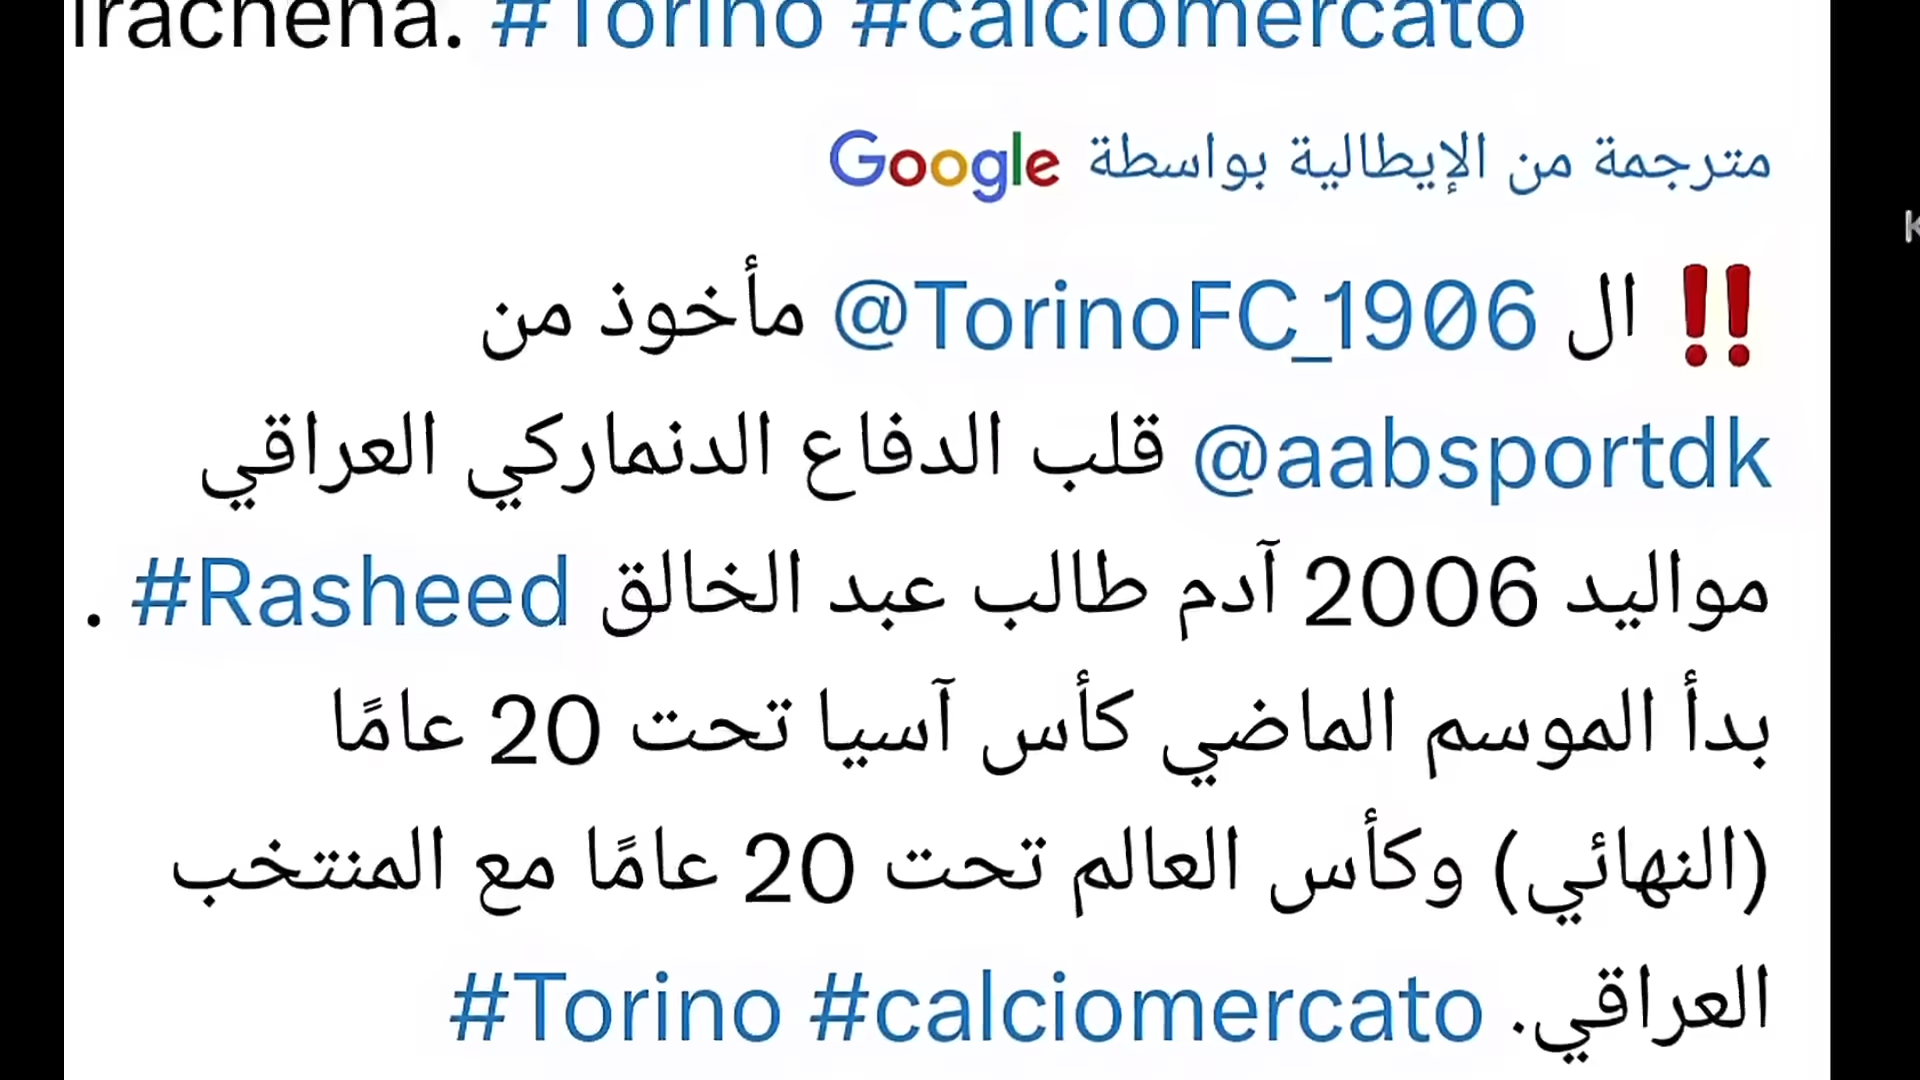 irachena. #Torino #calciomercato
مترجمة من الإيطالية بواسطة Google
‼️ ال @TorinoFC_1906 مأخوذ من
@aabsportdk قلب الدفاع الدنماركي العراقي
مواليد 2006 آدم طالب عبد الخالق #Rasheed .
بدأ الموسم الماضي كأس آسيا تحت 20 عامًا
(النهائي) وكأس العالم تحت 20 عامًا مع المنتخب
العراقي. #Torino #calciomercato